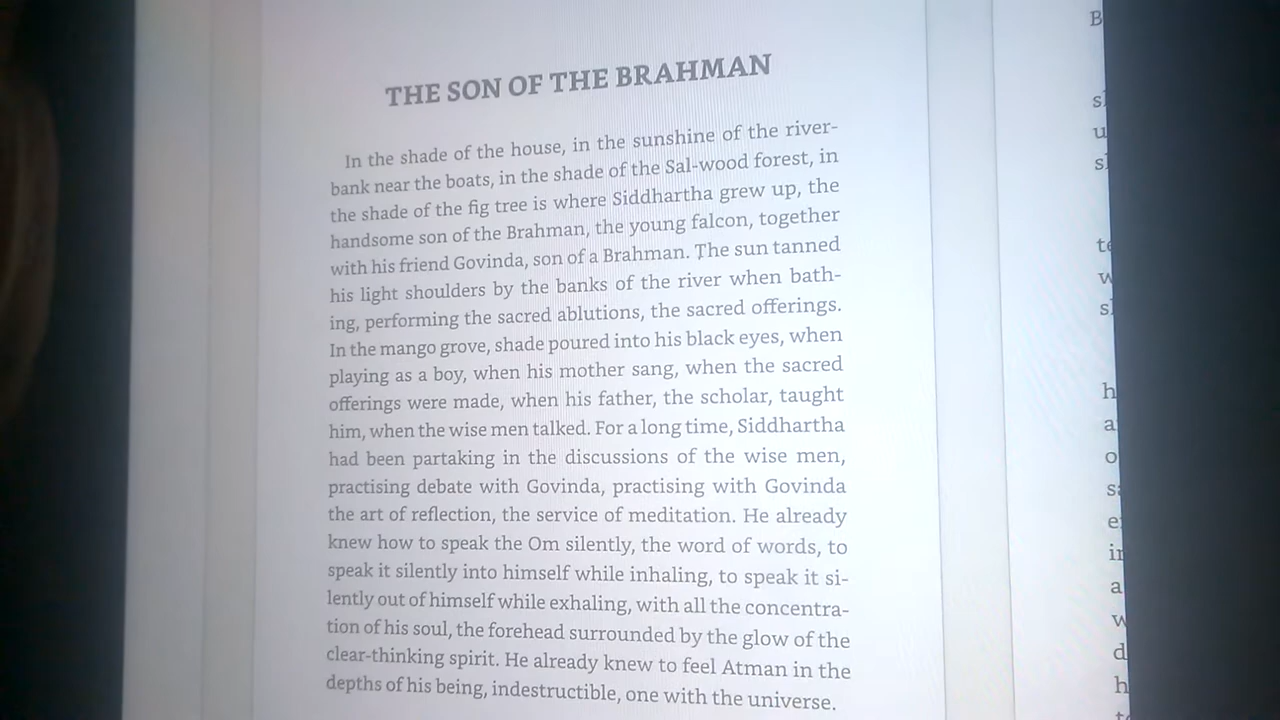 THE SON OF THE BRAHMAN
In the shade of the house, in the sunshine of the river-
bank near the boats, in the shade of the Sal-wood forest, in
the shade of the fig tree is where Siddhartha grew up, the
handsome son of the Brahman, the young falcon, together
with his friend Govinda, son of a Brahman. The sun tanned
his light shoulders by the banks of the river when bath-
ing, performing the sacred ablutions, the sacred offerings.
In the mango grove, shade poured into his black eyes, when
playing as a boy, when his mother sang, when the sacred
offerings were made, when his father, the scholar, taught
him, when the wise men talked. For a long time, Siddhartha
had been partaking in the discussions of the wise men,
practising debate with Govinda, practising with Govinda
the art of reflection, the service of meditation. He already
knew how to speak the Om silently, the word of words, to
speak it silently into himself while inhaling, to speak it si-
lently out of himself while exhaling, with all the concentra-
tion of his soul, the forehead surrounded by the glow of the
clear-thinking spirit. He already knew to feel Atman in the
depths of his being, indestructible, one with the universe.